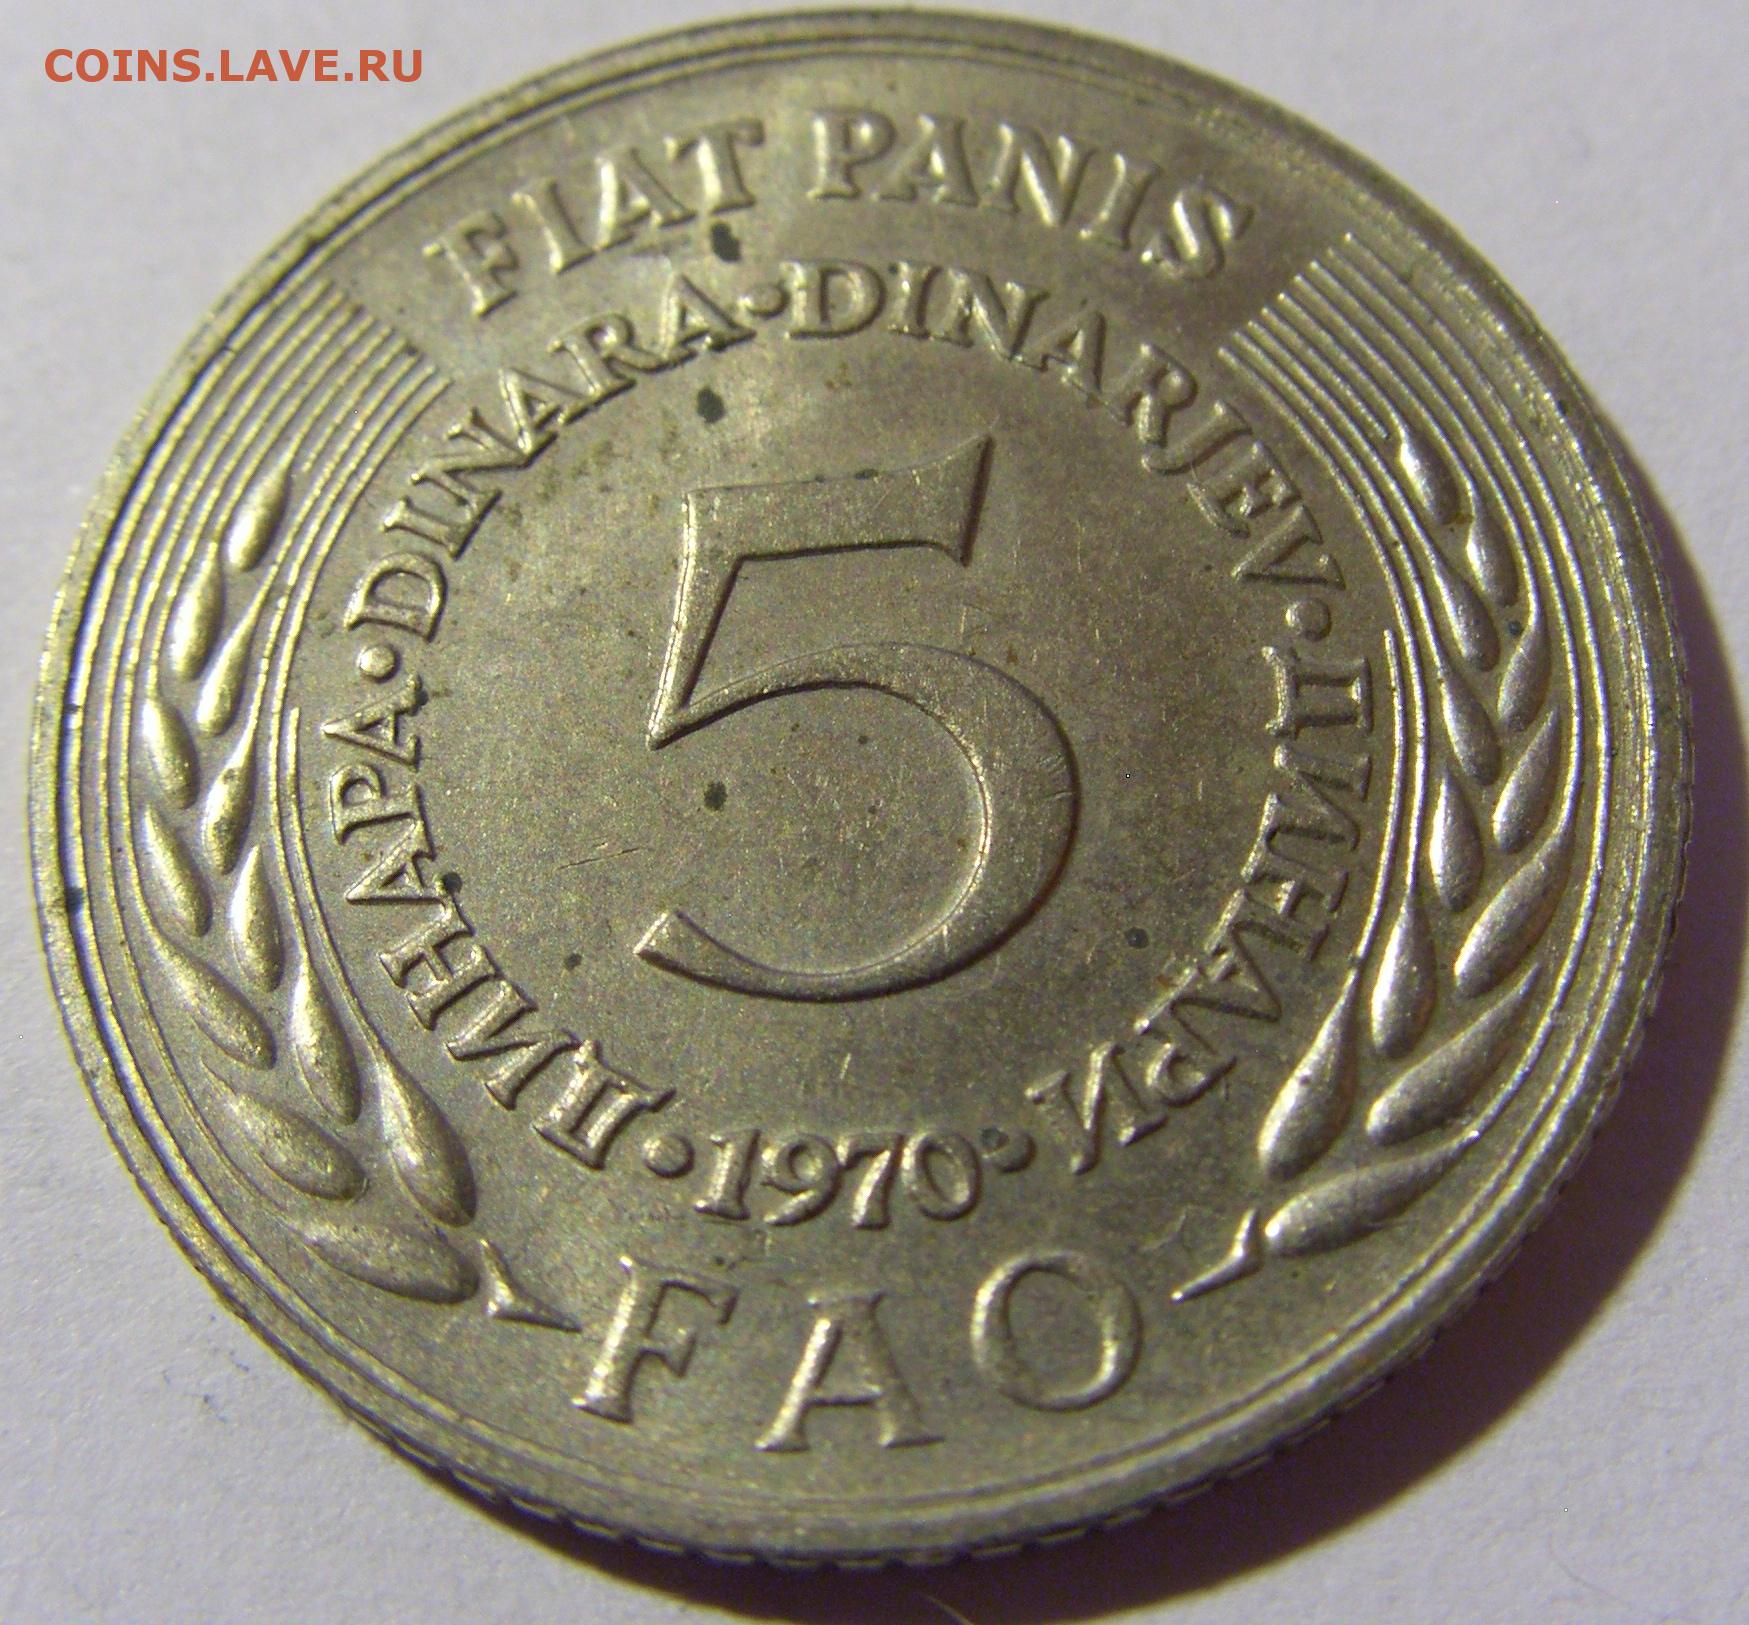 COINS.LAVE.RU
FIAT PANIS
ДИНАРА·DINARA·DINARJEV·ДИНАРИ
5
·1970·
FAO